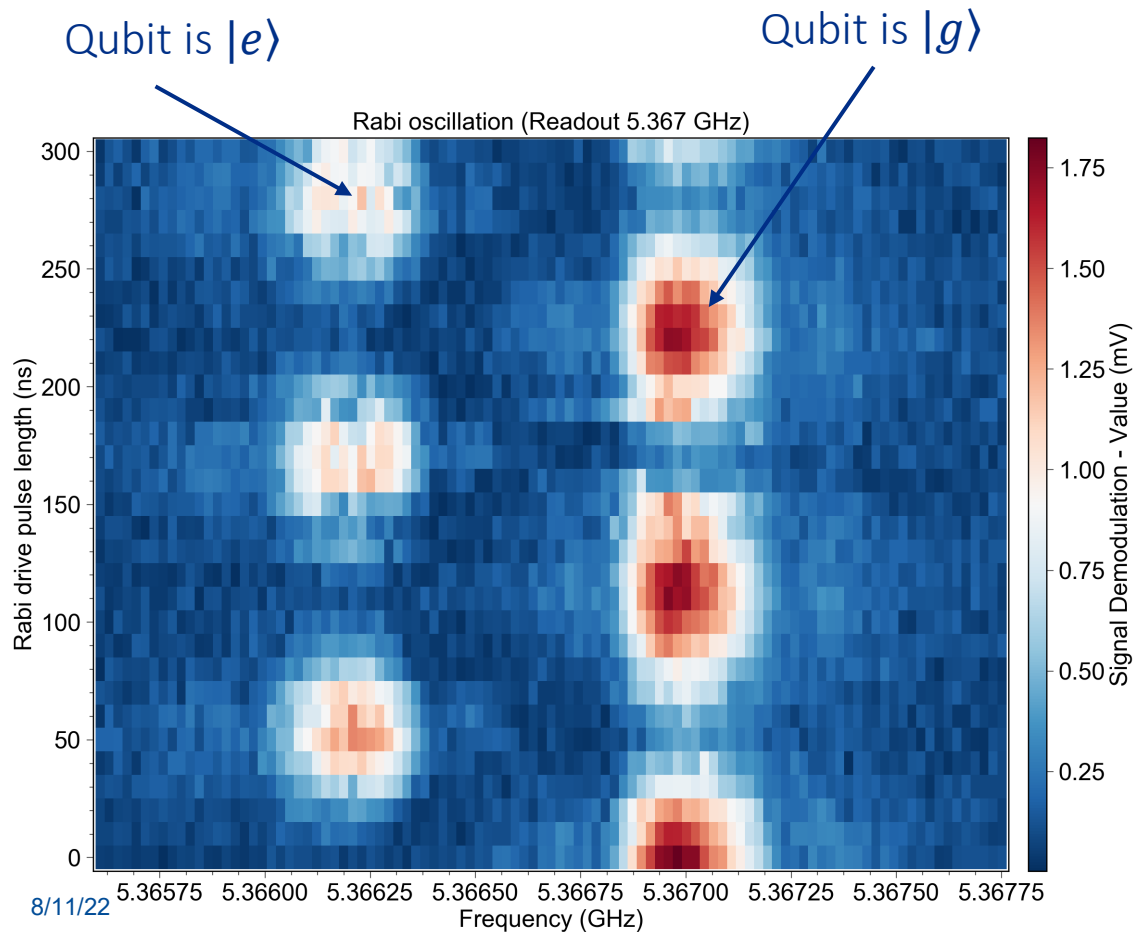 Qubit is |e⟩
Qubit is |g⟩
Rabi oscillation (Readout 5.367 GHz)
300
250
200
150
100
50
0
Rabi drive pulse length (ns)
5.36575 5.36600 5.36625 5.36650 5.36675 5.36700 5.36725 5.36750 5.36775
Frequency (GHz)
1.75
1.50
1.25
1.00
0.75
0.50
0.25
Signal Demodulation - Value (mV)
8/11/22